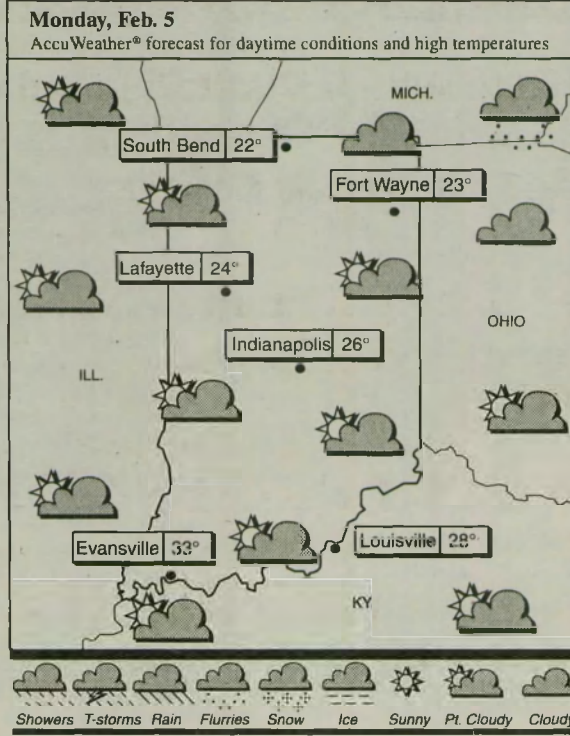 Monday, Feb. 5
AccuWeather® forecast for daytime conditions and high temperatures
MICH.
South Bend 22°
Fort Wayne 23°
Lafayette 24°
OHIO
Indianapolis 26°
ILL.
Evansville 33°
Louisville 28°
KY
Showers T-storms Rain Flurries Snow Ice Sunny Pt. Cloudy Cloudy